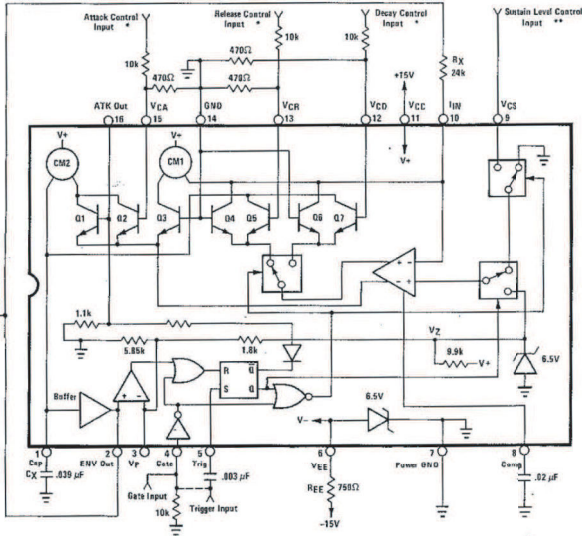 Attack Control
Input *
Release Control
Input *
Decay Control
Input *
Sustain Level Control
Input **
10k
10k
10k
470Ω
470Ω
470Ω
RX
24k
+15V
ATK Out
VCA
GND
VCR
VCD
VCC
IIN
VCS
16
15
14
13
12
11
10
9
V+
CM2
V+
CM1
V+
Q1
Q2
Q3
Q4
Q5
Q6
Q7
+ -
- +
1.1k
5.85k
1.8k
VZ
9.9k
V+
6.5V
R
Q
S
Q
Buffer
+ -
-
V-
6.5V
1
2
3
4
5
6
7
8
Cap
ENV Out
VP
Gate
Trig
VEE
Power GND
Comp
CX
.039 µF
.003 µF
.02 µF
Gate Input
Trigger Input
10k
REE
750Ω
-15V